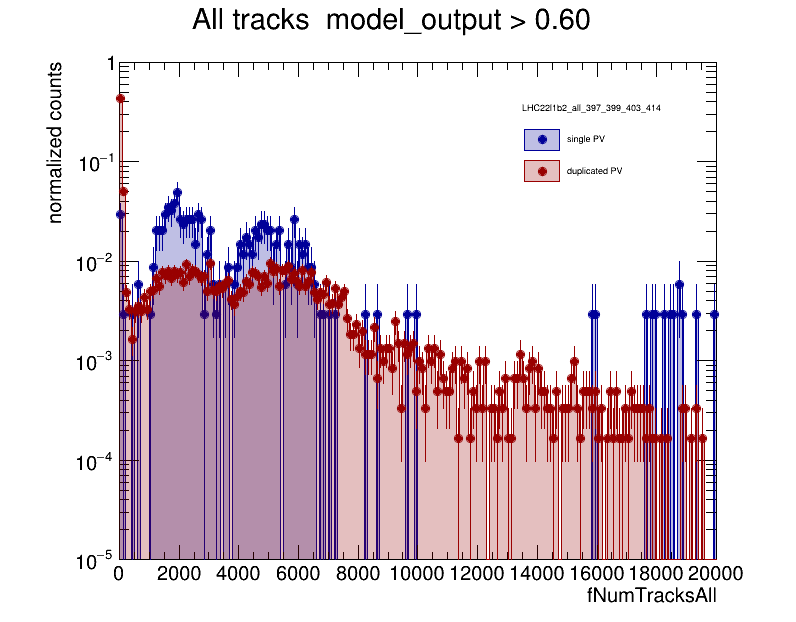 All tracks  model_output > 0.60
normalized counts
1
10⁻¹
10⁻²
10⁻³
10⁻⁴
10⁻⁵
LHC22l1b2_all_397_399_403_414
single PV
duplicated PV
0 2000 4000 6000 8000 10000 12000 14000 16000 18000 20000
fNumTracksAll